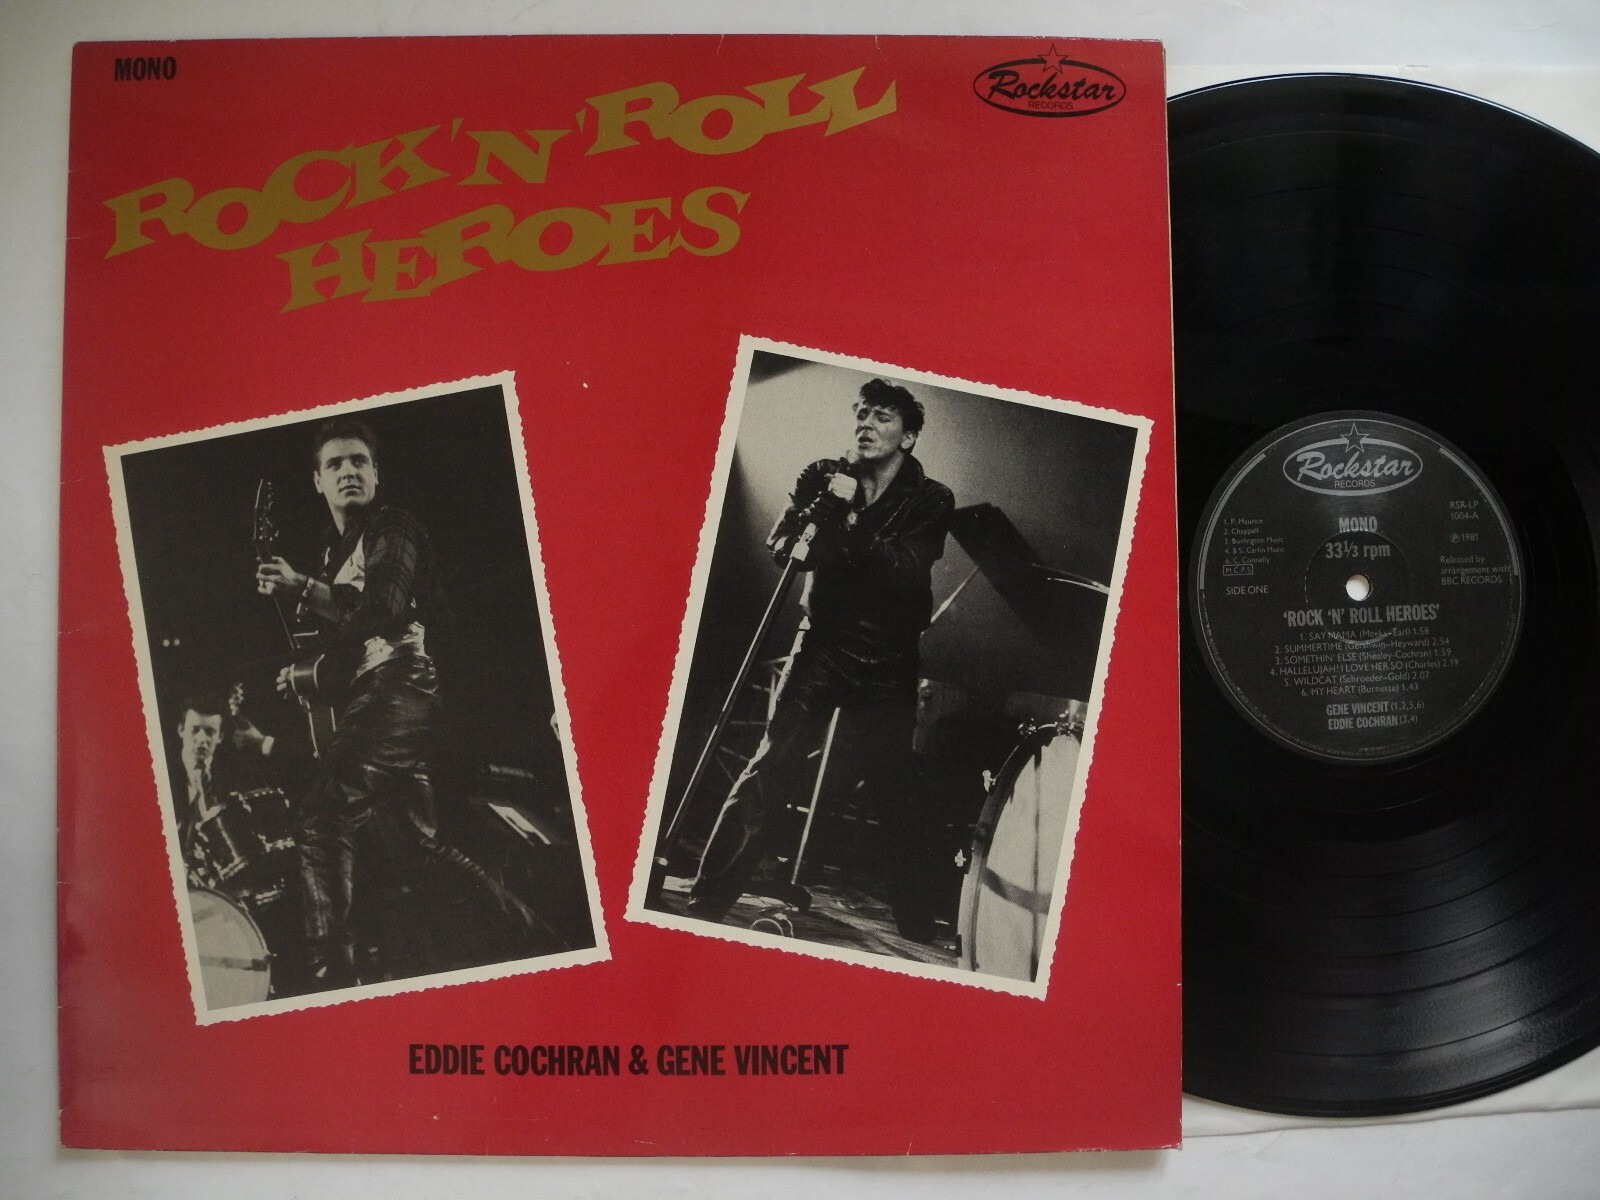 MONO
Rockstar
RECORDS
ROCK 'N' ROLL
HEROES
EDDIE COCHRAN & GENE VINCENT
Rockstar
RECORDS
1. P. Maurice
2. Chappell
3. Burlington Music
4. & 5. Carlin Music
6. C. Connelly
M.C.P.S.
SIDE ONE
MONO
33⅓ rpm
RSR-LP
1004-A
℗ 1981
Released by
arrangement with
BBC RECORDS
'ROCK 'N' ROLL HEROES'
1. SAY MAMA (Meeks-Earl) 1.58
2. SUMMERTIME (Gershwin-Heyward) 2.54
3. SOMETHIN' ELSE (Sheeley-Cochran) 1.59
4. HALLELUJAH! I LOVE HER SO (Charles) 2.19
5. WILDCAT (Schroeder-Gold) 2.07
6. MY HEART (Burnette) 1.43
GENE VINCENT (1,2,5,6)
EDDIE COCHRAN (3,4)